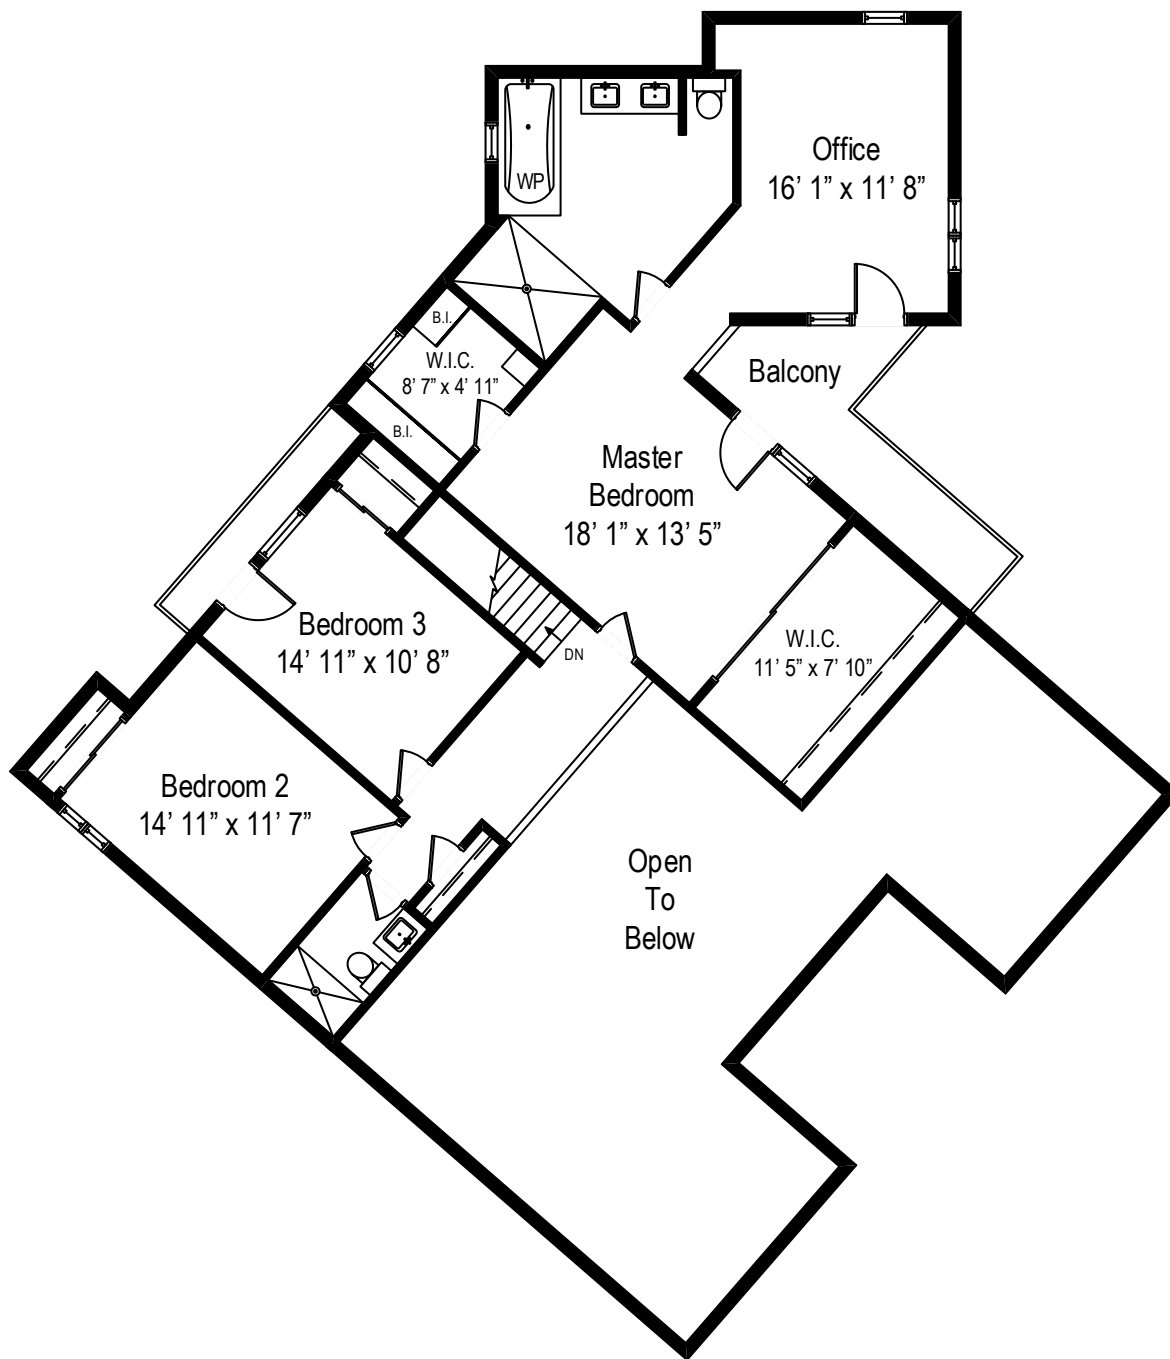 Office
16’ 1” x 11’ 8”
WP
B.I.
W.I.C.
8’ 7” x 4’ 11”
B.I.
Balcony
Master
Bedroom
18’ 1” x 13’ 5”
Bedroom 3
14’ 11” x 10’ 8”
DN
W.I.C.
11’ 5” x 7’ 10”
Bedroom 2
14’ 11” x 11’ 7”
Open
To
Below